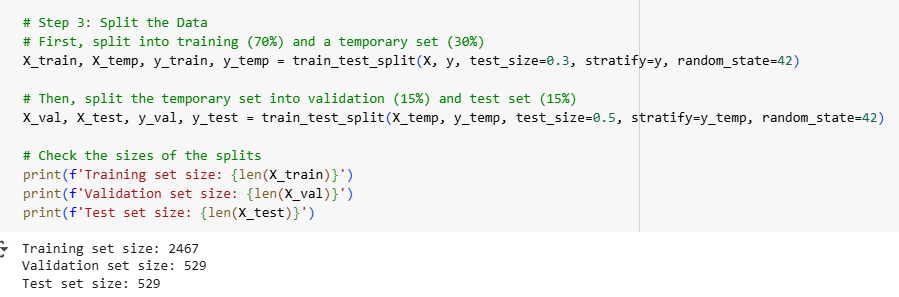 # Step 3: Split the Data
# First, split into training (70%) and a temporary set (30%)
X_train, X_temp, y_train, y_temp = train_test_split(X, y, test_size=0.3, stratify=y, random_state=42)
# Then, split the temporary set into validation (15%) and test set (15%)
X_val, X_test, y_val, y_test = train_test_split(X_temp, y_temp, test_size=0.5, stratify=y_temp, random_state=42)
# Check the sizes of the splits
print(f'Training set size: {len(X_train)}')
print(f'Validation set size: {len(X_val)}')
print(f'Test set size: {len(X_test)}')
Training set size: 2467
Validation set size: 529
Test set size: 529